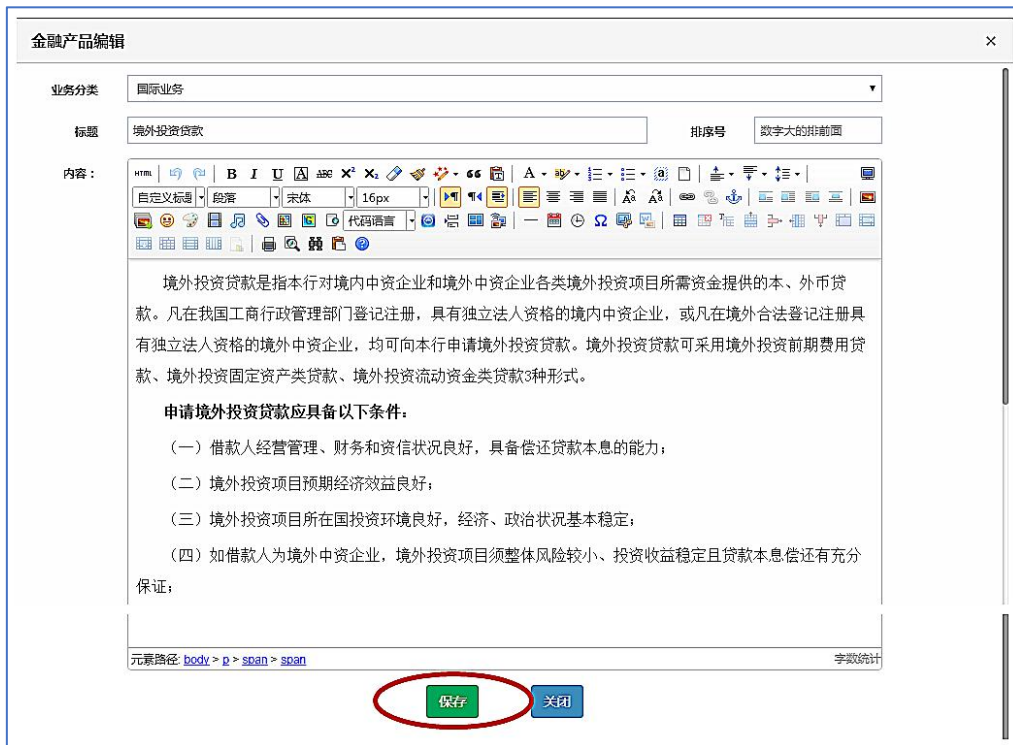 金融产品编辑
×
业务分类
国际业务
标题
境外投资贷款
排序号
数字大的排前面
内容：
HTML
B I U A ABC X² X₂ 66 A ab
自定义标题 段落 宋体 16px
代码语言
境外投资贷款是指本行对境内中资企业和境外中资企业各类境外投资项目所需资金提供的本、外币贷
款。凡在我国工商行政管理部门登记注册，具有独立法人资格的境内中资企业，或凡在境外合法登记注册具
有独立法人资格的境外中资企业，均可向本行申请境外投资贷款。境外投资贷款可采用境外投资前期费用贷
款、境外投资固定资产类贷款、境外投资流动资金类贷款3种形式。
申请境外投资贷款应具备以下条件：
（一）借款人经营管理、财务和资信状况良好，具备偿还贷款本息的能力；
（二）境外投资项目预期经济效益良好；
（三）境外投资项目所在国投资环境良好，经济、政治状况基本稳定；
（四）如借款人为境外中资企业，境外投资项目须整体风险较小、投资收益稳定且贷款本息偿还有充分
保证；
元素路径: body > p > span > span
字数统计
保存
关闭